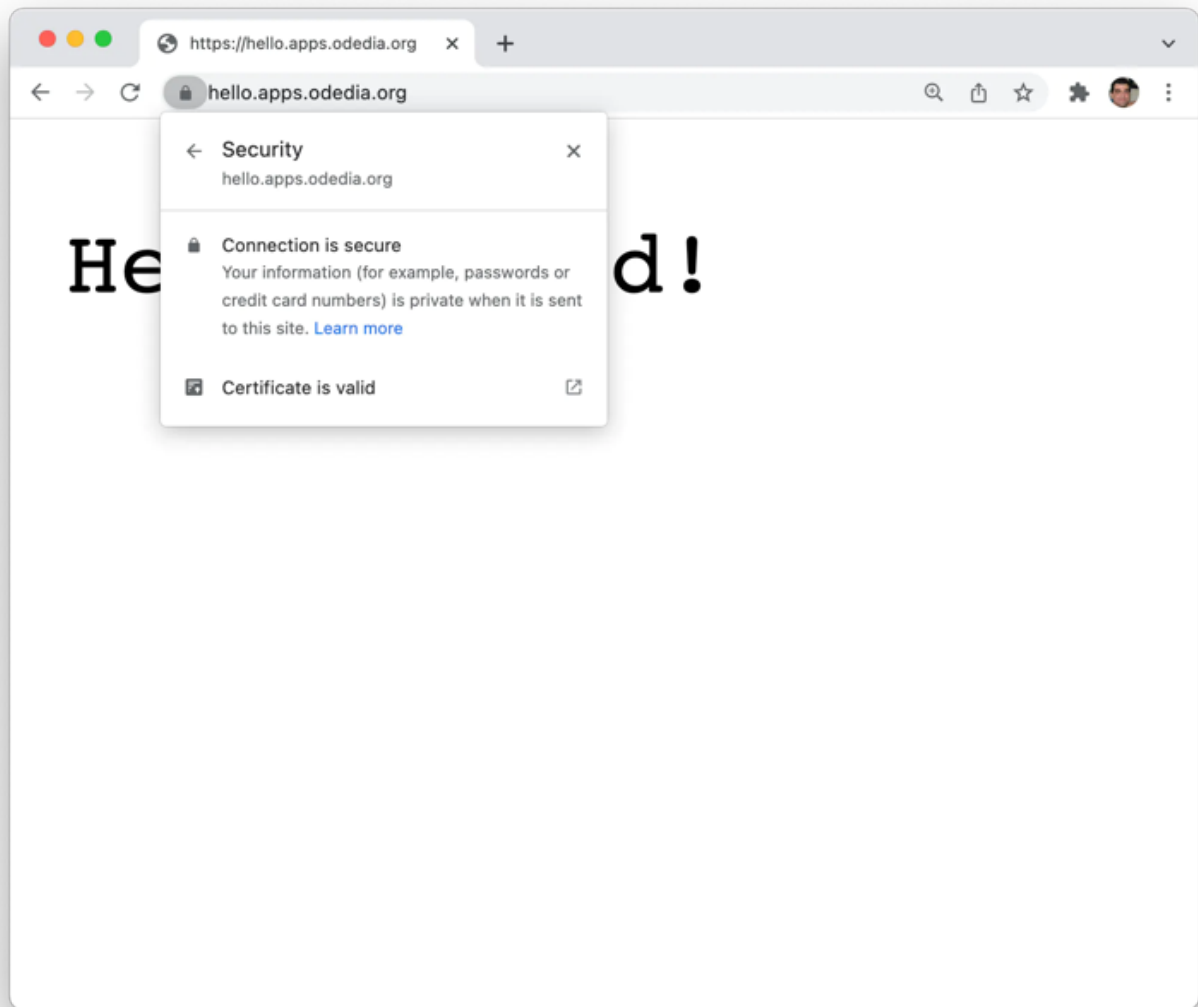 https://hello.apps.odedia.org
hello.apps.odedia.org
Security
hello.apps.odedia.org
He d!
Connection is secure
Your information (for example, passwords or
credit card numbers) is private when it is sent
to this site. Learn more
Certificate is valid